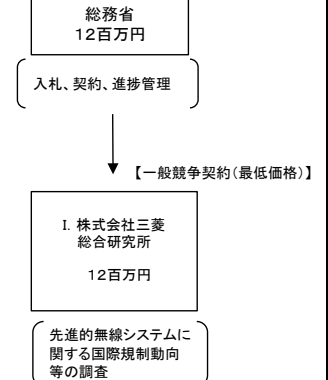 総務省
12百万円
入札、契約、進捗管理
【一般競争契約(最低価格)】
I. 株式会社三菱
総合研究所
12百万円
先進的無線システムに
関する国際規制動向
等の調査